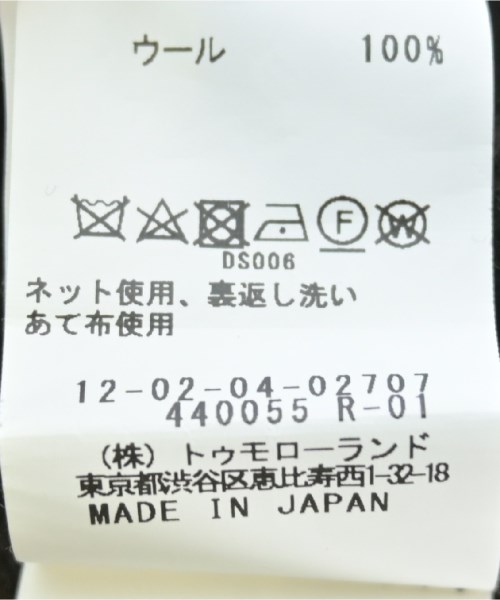 ウール 100%
F W
DS006
ネット使用、裏返し洗い
あて布使用
12-02-04-02707
440055 R-01
(株) トゥモローランド
東京都渋谷区恵比寿西1-32-18
MADE IN JAPAN